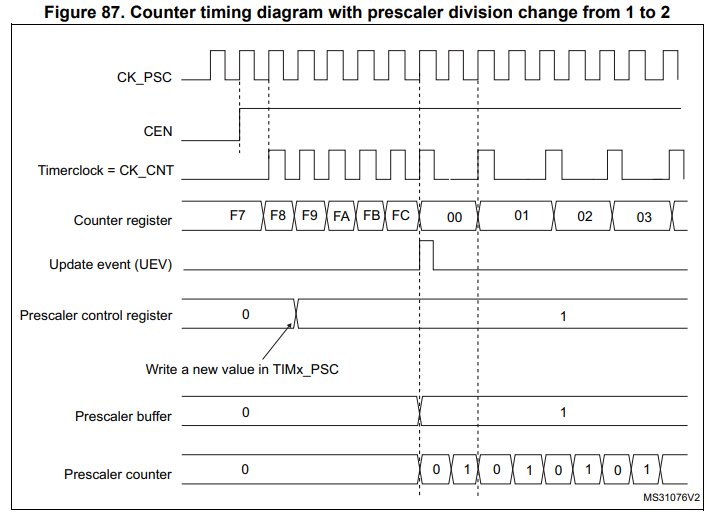 Figure 87. Counter timing diagram with prescaler division change from 1 to 2
CK_PSC
CEN
Timerclock = CK_CNT
Counter register F7 F8 F9 FA FB FC 00 01 02 03
Update event (UEV)
Prescaler control register 0 1
Write a new value in TIMx_PSC
Prescaler buffer 0 1
Prescaler counter 0 0 1 0 1 0 1 0 1
MS31076V2